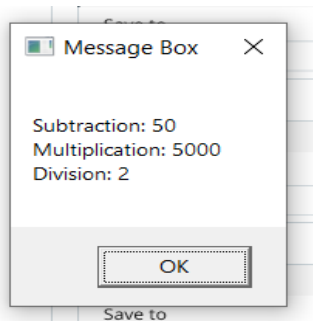 Save to
Message Box
Subtraction: 50
Multiplication: 5000
Division: 2
OK
Save to